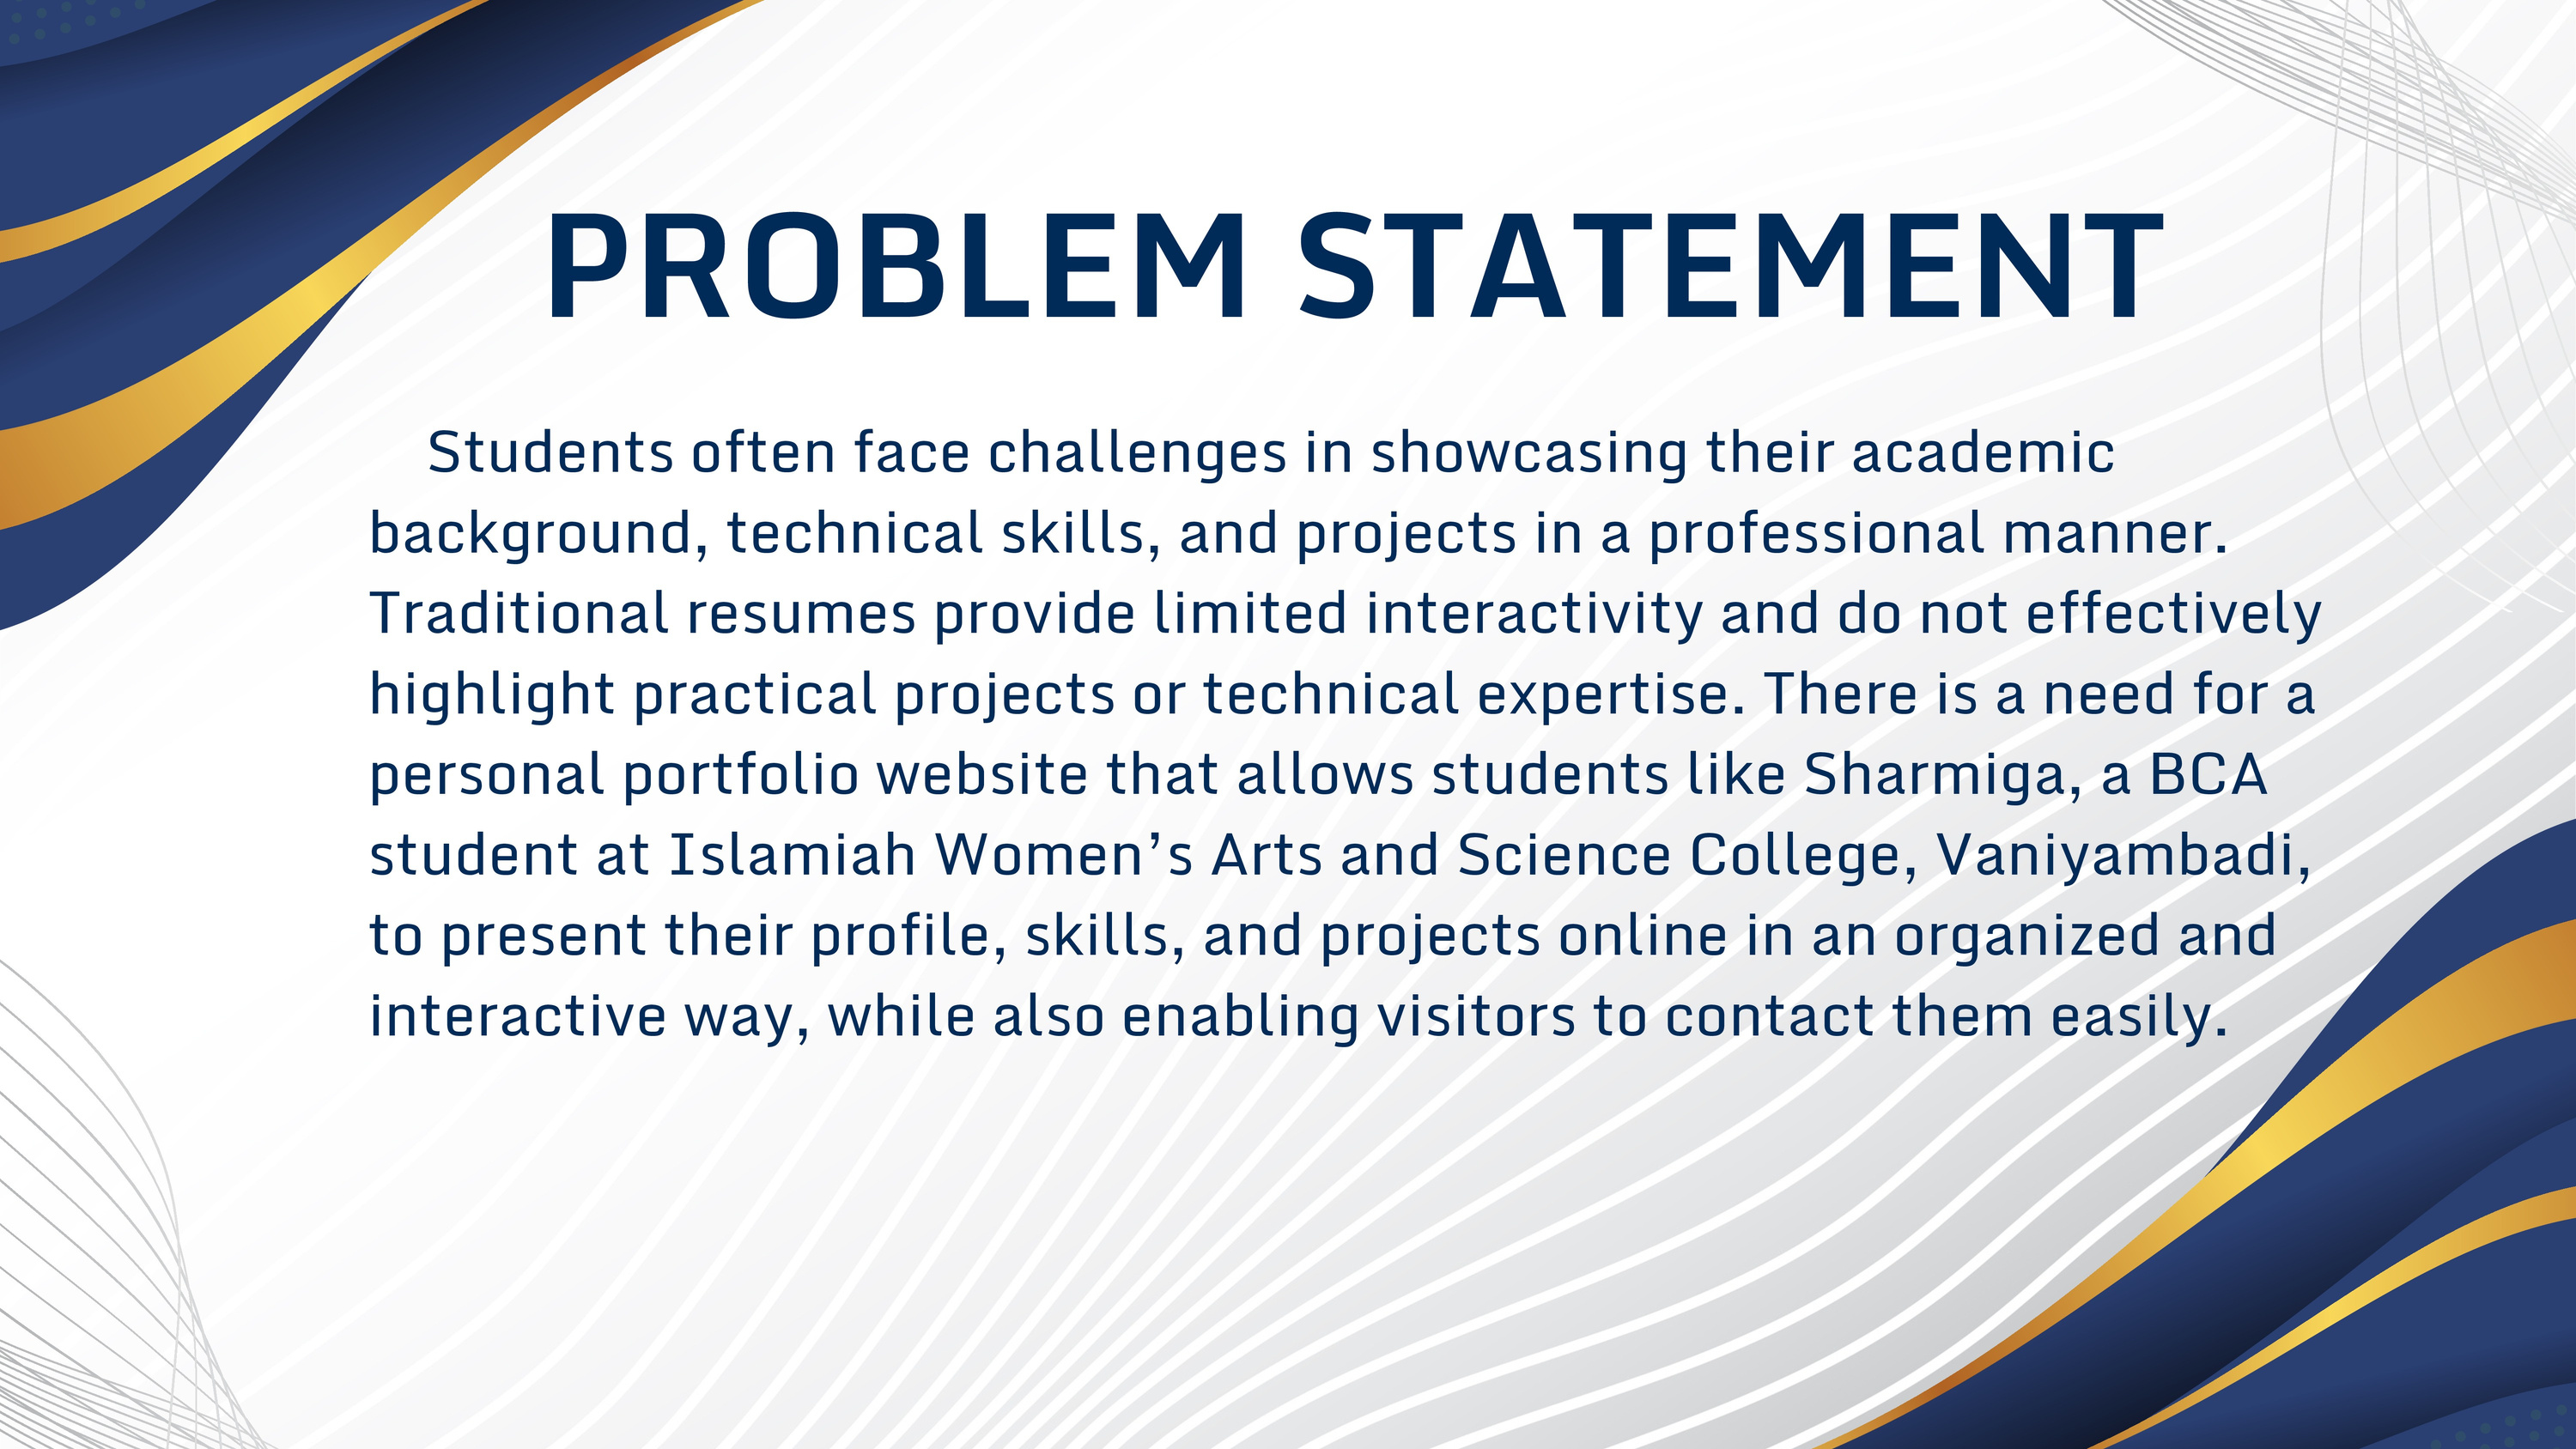 PROBLEM STATEMENT
Students often face challenges in showcasing their academic
background, technical skills, and projects in a professional manner.
Traditional resumes provide limited interactivity and do not effectively
highlight practical projects or technical expertise. There is a need for a
personal portfolio website that allows students like Sharmiga, a BCA
student at Islamiah Women’s Arts and Science College, Vaniyambadi,
to present their profile, skills, and projects online in an organized and
interactive way, while also enabling visitors to contact them easily.